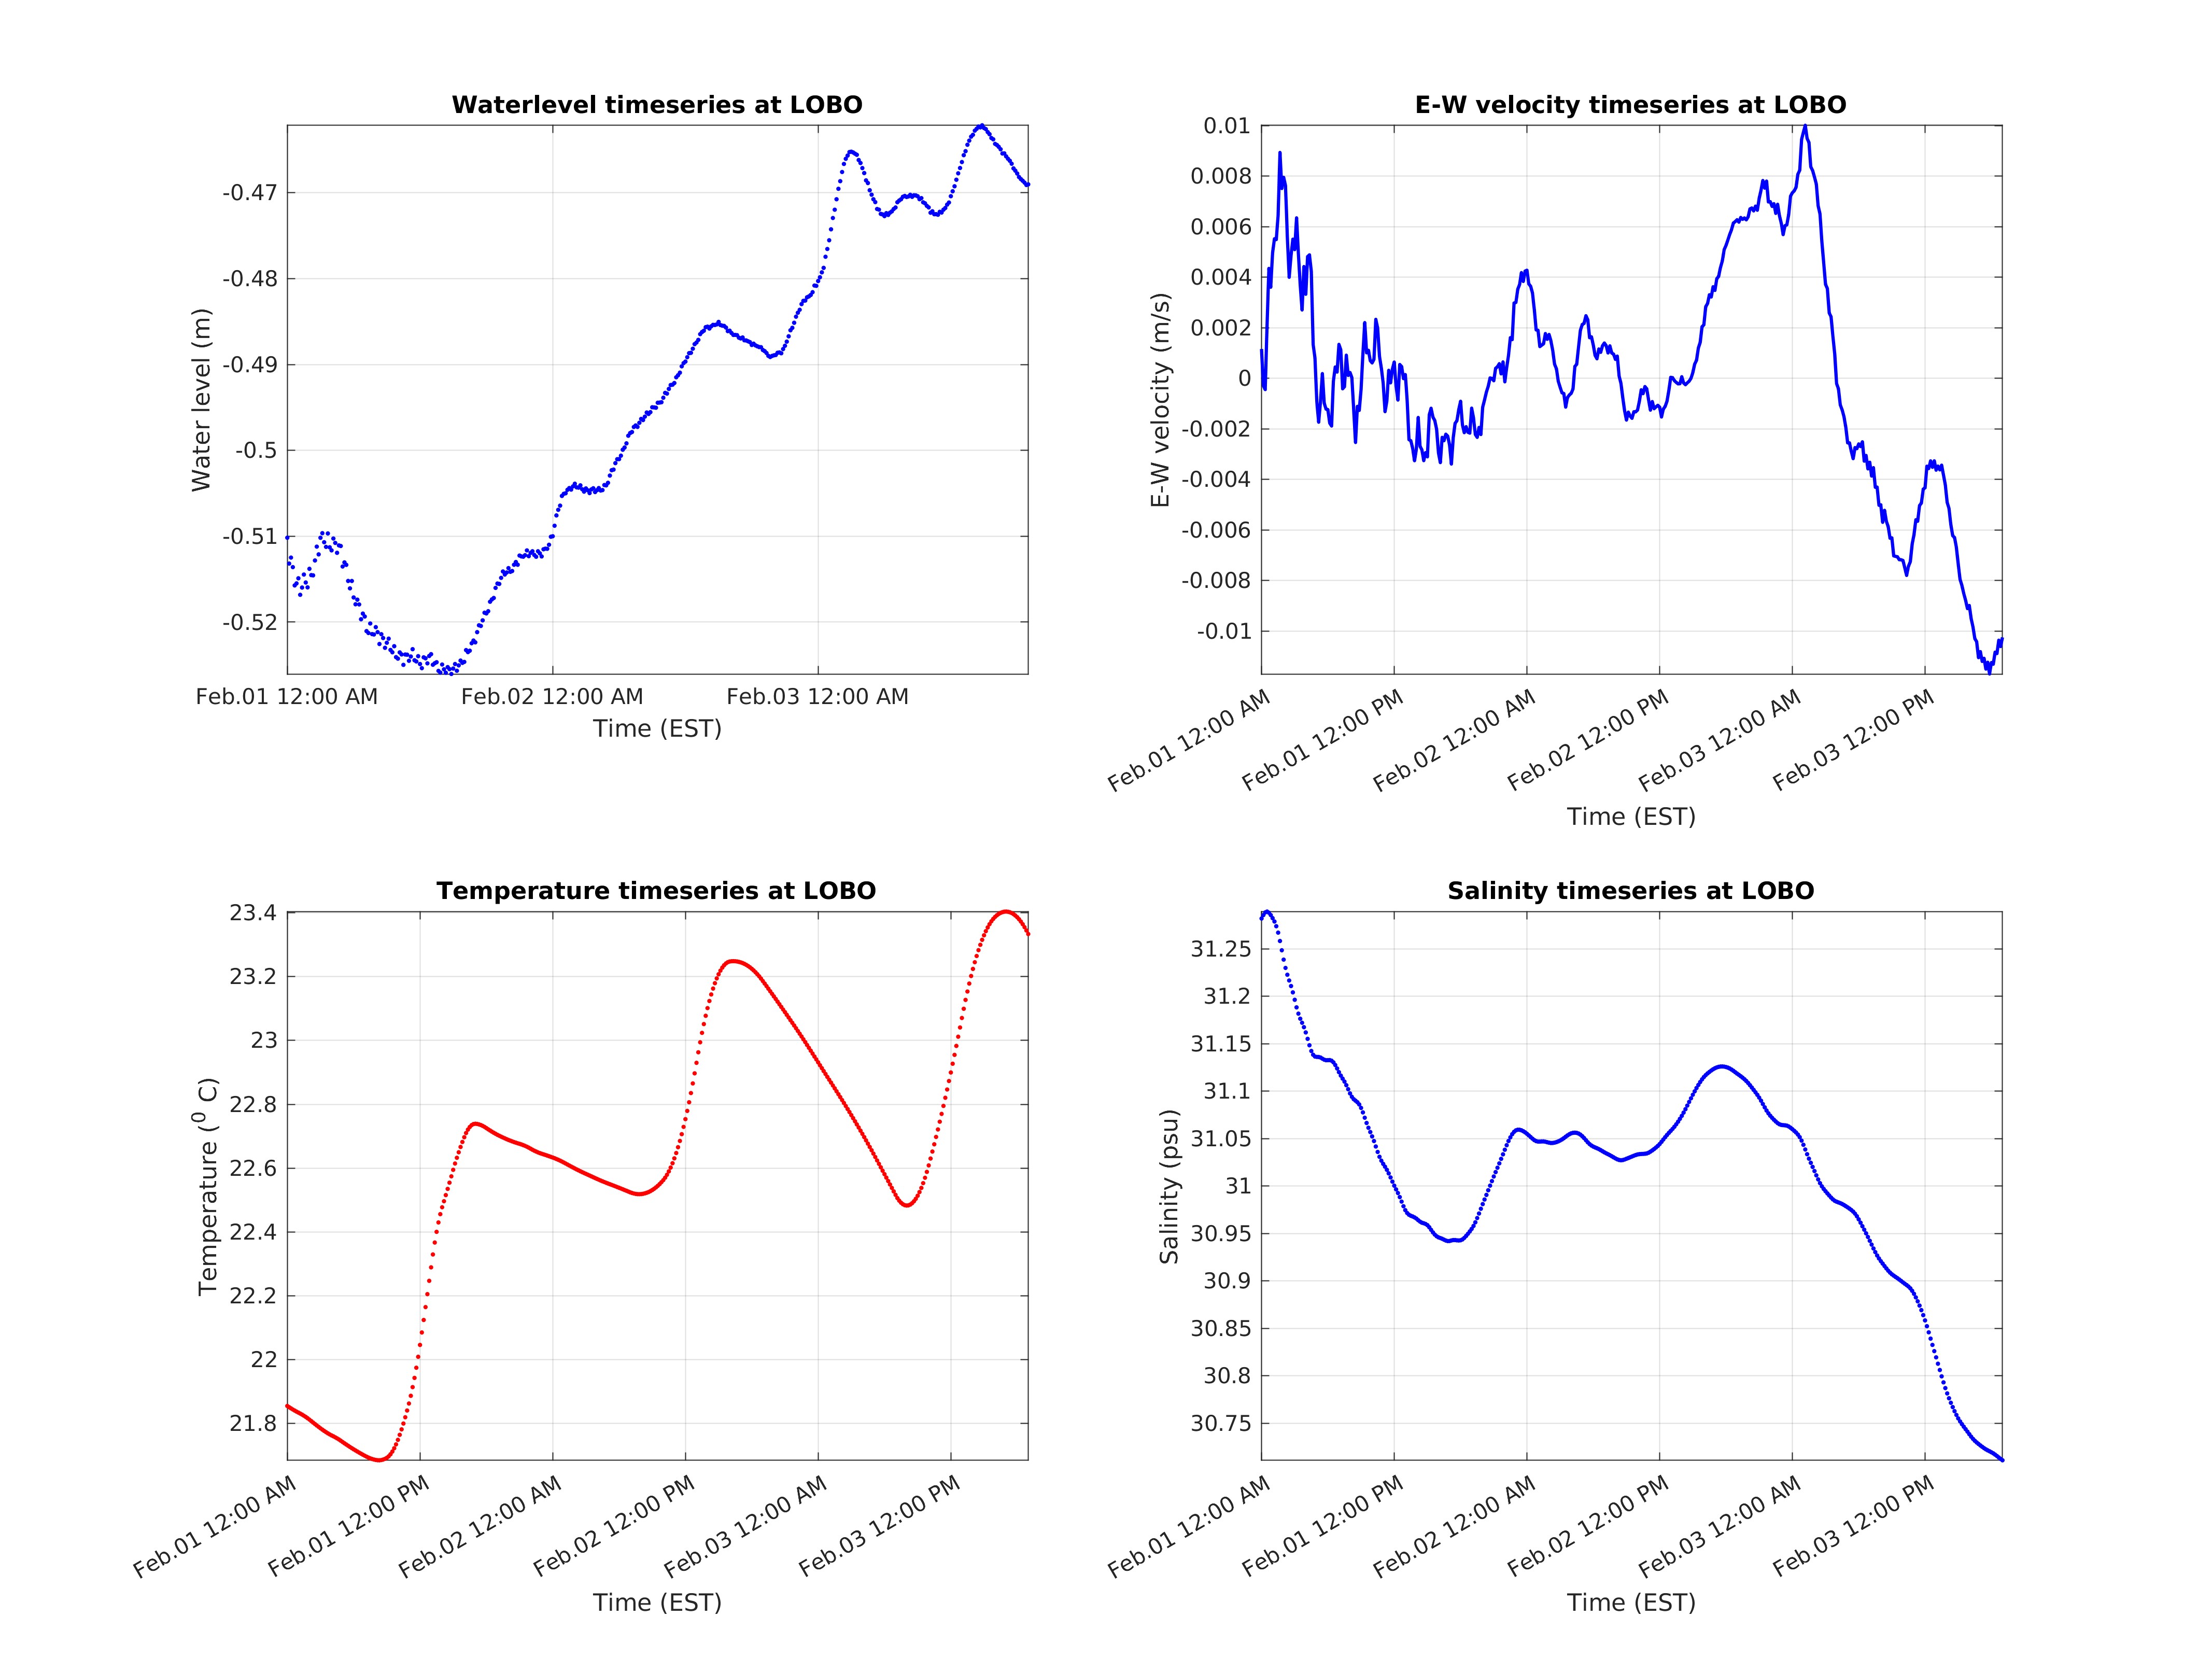 Waterlevel timeseries at LOBO
-0.47
-0.48
-0.49
-0.5
-0.51
-0.52
Water level (m)
Feb.01 12:00 AM
Feb.02 12:00 AM
Feb.03 12:00 AM
Time (EST)
E-W velocity timeseries at LOBO
0.01
0.008
0.006
0.004
0.002
0
-0.002
-0.004
-0.006
-0.008
-0.01
E-W velocity (m/s)
Feb.01 12:00 AM
Feb.01 12:00 PM
Feb.02 12:00 AM
Feb.02 12:00 PM
Feb.03 12:00 AM
Feb.03 12:00 PM
Time (EST)
Temperature timeseries at LOBO
23.4
23.2
23
22.8
22.6
22.4
22.2
22
21.8
Temperature (⁰ C)
Feb.01 12:00 AM
Feb.01 12:00 PM
Feb.02 12:00 AM
Feb.02 12:00 PM
Feb.03 12:00 AM
Feb.03 12:00 PM
Time (EST)
Salinity timeseries at LOBO
31.25
31.2
31.15
31.1
31.05
31
30.95
30.9
30.85
30.8
30.75
Salinity (psu)
Feb.01 12:00 AM
Feb.01 12:00 PM
Feb.02 12:00 AM
Feb.02 12:00 PM
Feb.03 12:00 AM
Feb.03 12:00 PM
Time (EST)